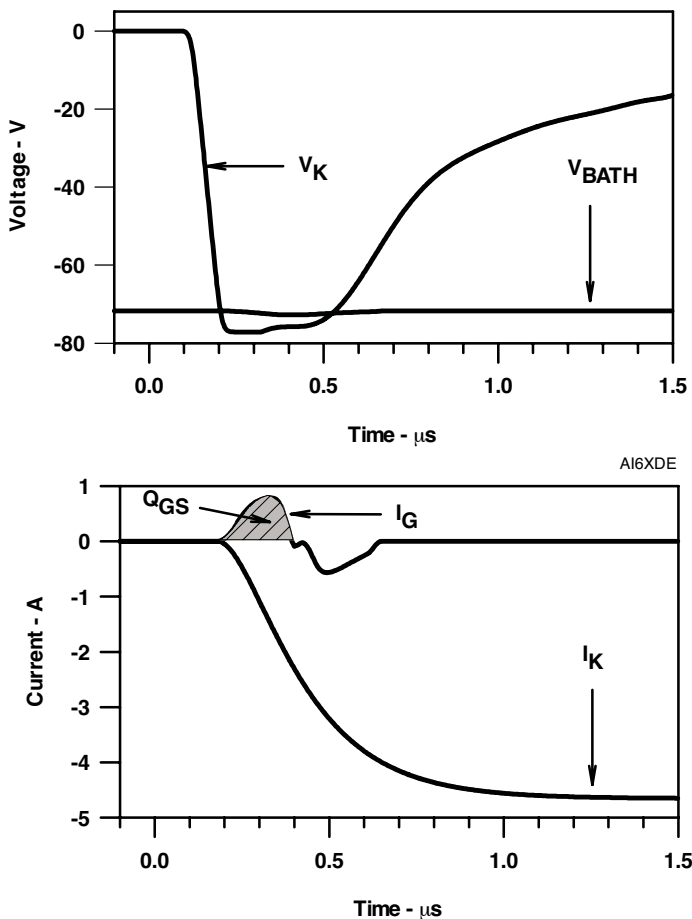 0
-20
-40
-60
-80
Voltage - V
V_K
V_BATH
0.0 0.5 1.0 1.5
Time - μs
AI6XDE
1
0
-1
-2
-3
-4
-5
Current - A
Q_GS
I_G
I_K
0.0 0.5 1.0 1.5
Time - μs